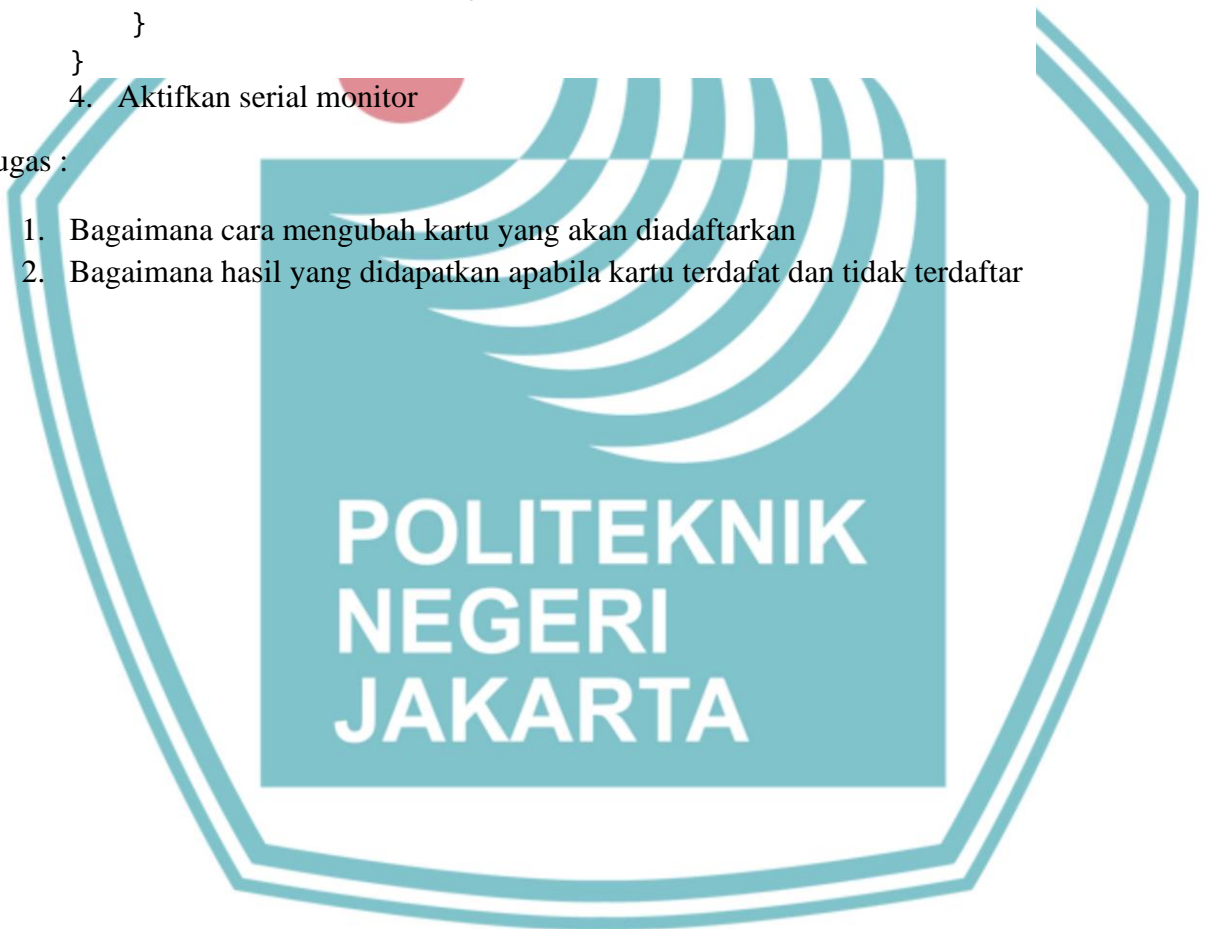 }
}
4. Aktifkan serial monitor
ugas :
1. Bagaimana cara mengubah kartu yang akan diadaftarkan
2. Bagaimana hasil yang didapatkan apabila kartu terdafat dan tidak terdaftar
POLITEKNIK
NEGERI
JAKARTA